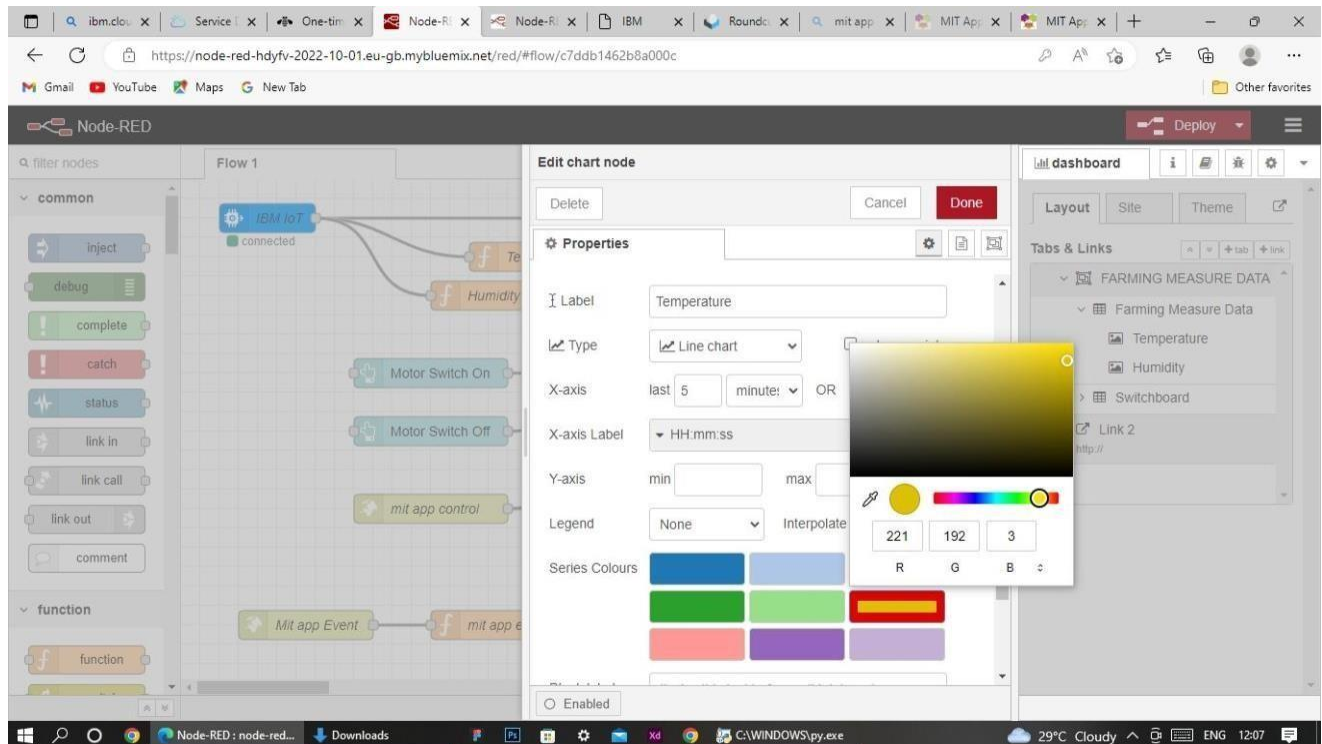 ibm.clou
Service
One-tim
Node-R
Node-R
IBM
Roundcu
mit app
MIT App
MIT App
https://node-red-hdyfv-2022-10-01.eu-gb.mybluemix.net/red/#flow/c7ddb1462b8a000c
Gmail YouTube Maps New Tab Other favorites
Node-RED
Deploy
filter nodes
common
inject
debug
complete
catch
status
link in
link call
link out
comment
function
function
Flow 1
IBM IoT
connected
Te
Humidity
Motor Switch On
Motor Switch Off
mit app control
Mit app Event
mit app e
Edit chart node
Delete Cancel Done
Properties
Label Temperature
Type Line chart
X-axis last 5 minutes OR
X-axis Label HH:mm:ss
Y-axis min max
Legend None Interpolate
Series Colours
221 192 3
R G B
Enabled
dashboard
Layout Site Theme
Tabs & Links +tab +link
FARMING MEASURE DATA
Farming Measure Data
Temperature
Humidity
Switchboard
Link 2
http://
Node-RED : node-red... Downloads C:\WINDOWS\py.exe 29°C Cloudy ENG 12:07